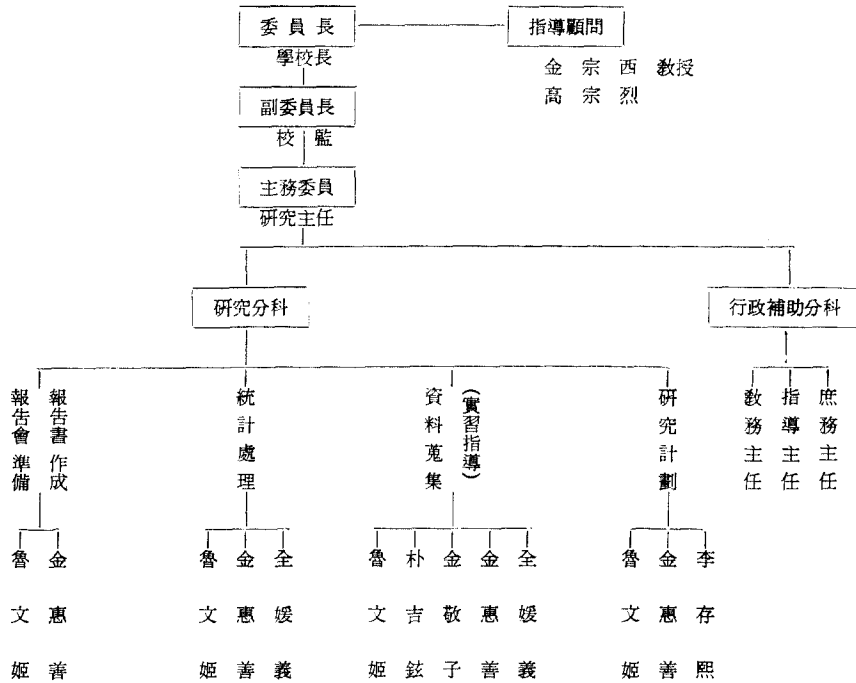 委員長
指導顧問
學校長
金宗西 敎授
高宗烈
副委員長
校監
主務委員
硏究主任
硏究分科
行政補助分科
庶務主任
指導主任
敎務主任
硏究計劃
(實習指導)
資料蒐集
統計處理
報告書 作成
報告會 準備
李存熙
金惠善
魯文姬
全媛義
金惠善
金敬子
朴吉鉉
魯文姬
全媛義
金惠善
魯文姬
金惠善
魯文姬